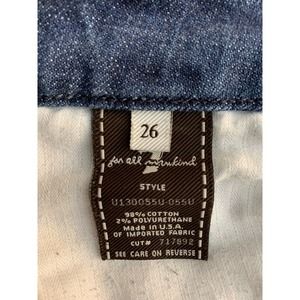 26
7
for all mankind
STYLE
U130055U-055U
98% COTTON
2% POLYURETHANE
Made in U.S.A.
OF IMPORTED FABRIC
CUT# 717892
SEE CARE ON REVERSE